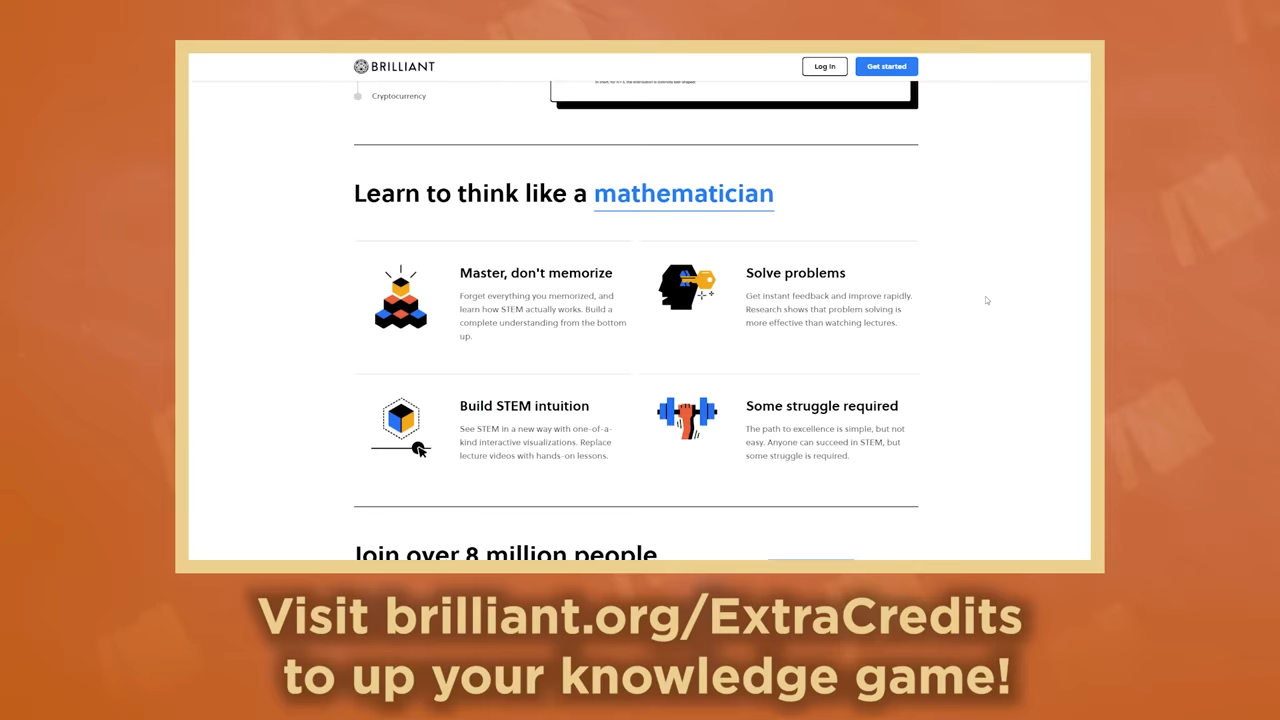 BRILLIANT
Log in
Get started
Cryptocurrency
Learn to think like a mathematician
Master, don't memorize
Forget everything you memorized, and
learn how STEM actually works. Build a
complete understanding from the bottom
up.
Solve problems
Get instant feedback and improve rapidly.
Research shows that problem solving is
more effective than watching lectures.
Build STEM intuition
See STEM in a new way with one-of-a-
kind interactive visualizations. Replace
lecture videos with hands-on lessons.
Some struggle required
The path to excellence is simple, but not
easy. Anyone can succeed in STEM, but
some struggle is required.
Join over 8 million people
Visit brilliant.org/ExtraCredits
to up your knowledge game!